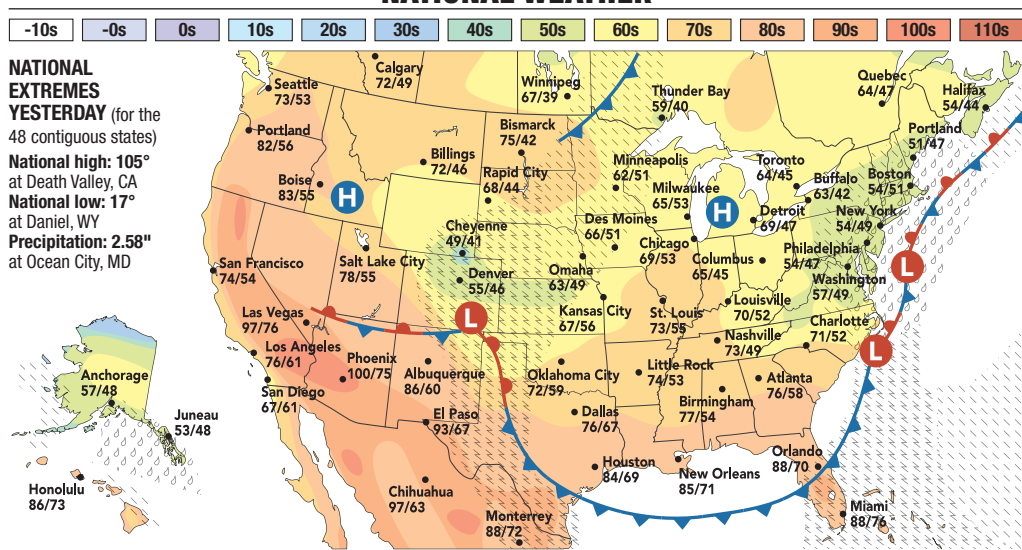 NATIONAL WEATHER
-10s -0s 0s 10s 20s 30s 40s 50s 60s 70s 80s 90s 100s 110s
NATIONAL
EXTREMES
YESTERDAY (for the
48 contiguous states)
National high: 105°
at Death Valley, CA
National low: 17°
at Daniel, WY
Precipitation: 2.58"
at Ocean City, MD
Calgary
72/49
Seattle
73/53
Winnipeg
67/39
Thunder Bay
59/40
Quebec
64/47
Halifax
54/44
Portland
82/56
Bismarck
75/42
Portland
51/47
Billings
72/46
Minneapolis
62/51
Toronto
64/45
Boise
83/55
Rapid City
68/44
Milwaukee
65/53
Buffalo
63/42
Boston
54/51
H
H
Detroit
69/47
New York
54/49
Cheyenne
49/41
Des Moines
66/51
Chicago
69/53
Columbus
65/45
Philadelphia
54/47
San Francisco
74/54
Salt Lake City
78/55
Denver
55/46
Omaha
63/49
Washington
57/49
L
Kansas City
67/56
St. Louis
73/55
Louisville
70/52
Las Vegas
97/76
L
Nashville
73/49
Charlotte
71/52
L
Los Angeles
76/61
Phoenix
100/75
Albuquerque
86/60
Oklahoma City
72/59
Little Rock
74/53
Atlanta
76/58
Anchorage
57/48
San Diego
67/61
Birmingham
77/54
Juneau
53/48
El Paso
93/67
Dallas
76/67
Houston
84/69
New Orleans
85/71
Orlando
88/70
Honolulu
86/73
Chihuahua
97/63
Monterrey
88/72
Miami
88/76